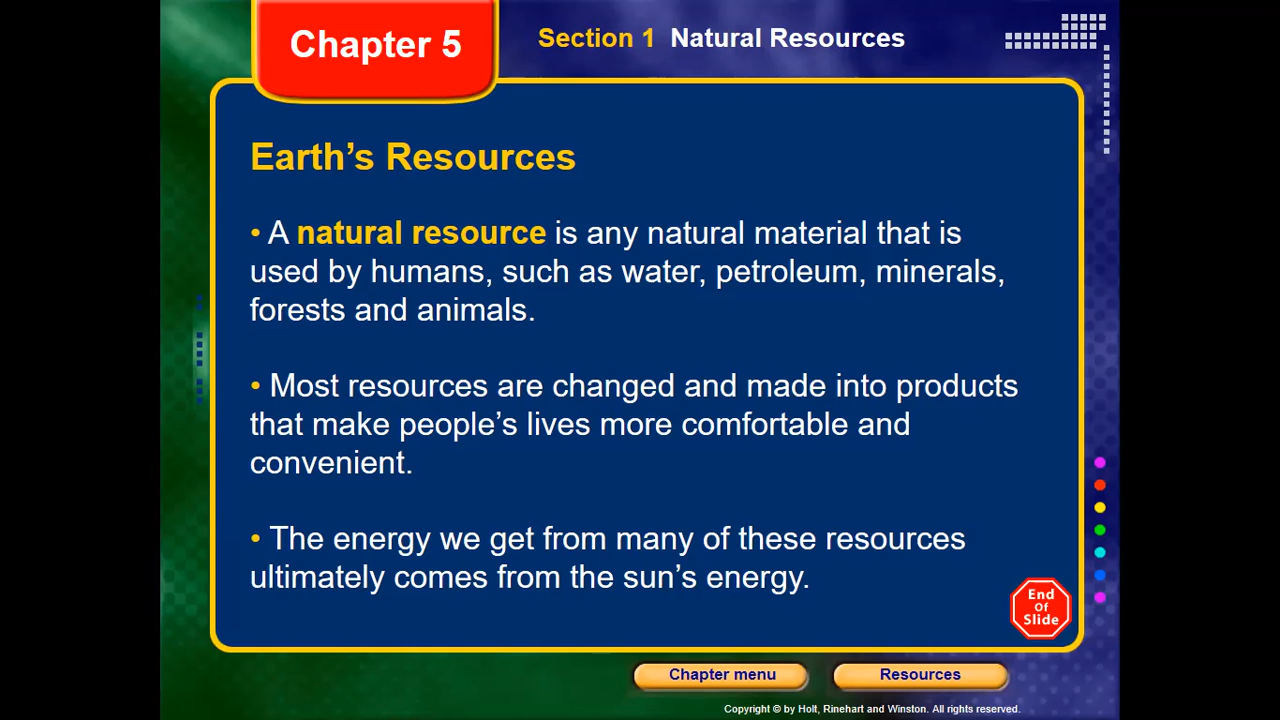 Chapter 5
Section 1 Natural Resources
Earth’s Resources
• A natural resource is any natural material that is
used by humans, such as water, petroleum, minerals,
forests and animals.
• Most resources are changed and made into products
that make people’s lives more comfortable and
convenient.
• The energy we get from many of these resources
ultimately comes from the sun’s energy.
End
Of
Slide
Chapter menu
Resources
Copyright © by Holt, Rinehart and Winston. All rights reserved.